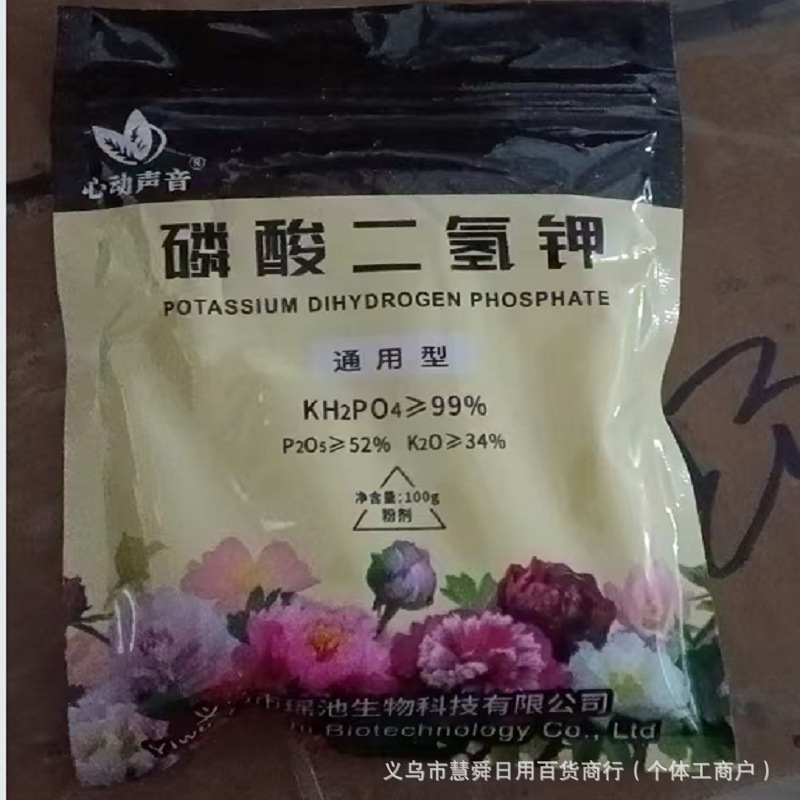 心动声音®
磷酸二氢钾
POTASSIUM DIHYDROGEN PHOSPHATE
通用型
KH2PO4≥99%
P2O5≥52% K2O≥34%
净含量:100g
粉剂
市瑞池生物科技有限公司
Biotechnology Co., Ltd
义乌市慧舜日用百货商行(个体工商户)